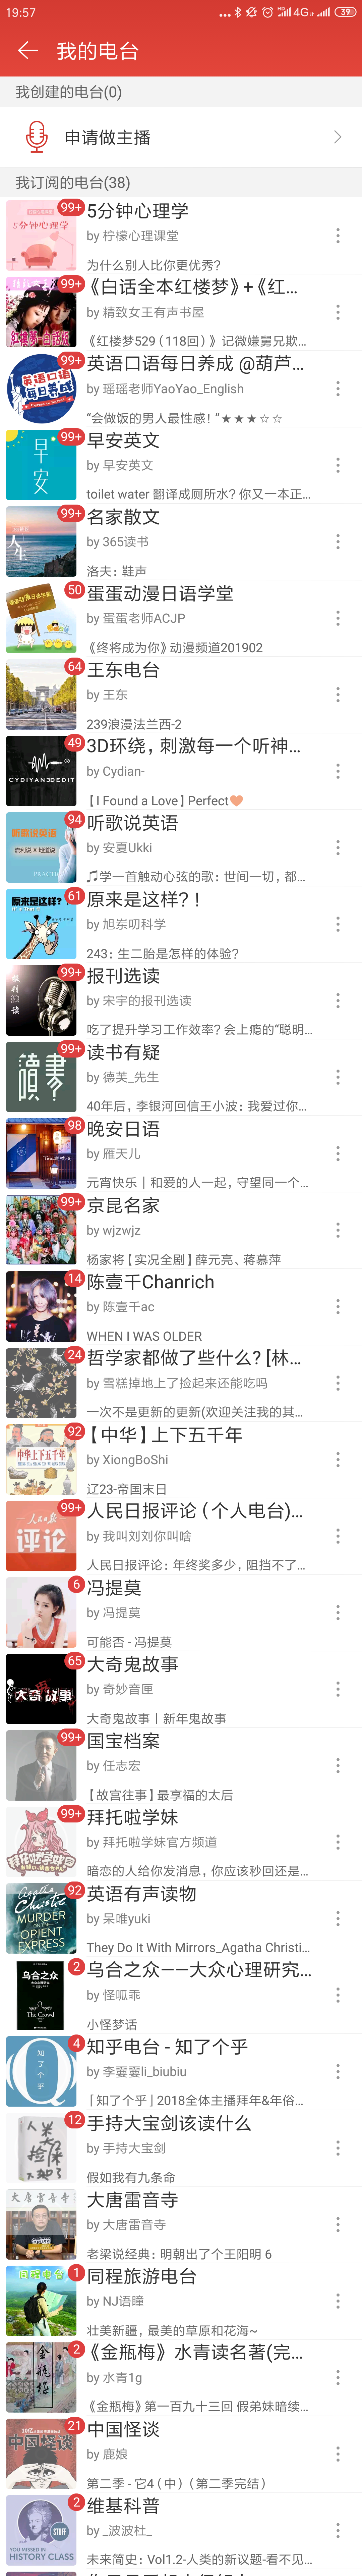 19:57
4G
39
我的电台
我创建的电台(0)
申请做主播
我订阅的电台(38)
99+
5分钟心理学
by 柠檬心理课堂
为什么别人比你更优秀?
99+
《白话全本红楼梦》+《红...
by 精致女王有声书屋
《红楼梦529（118回）》记微嫌舅兄欺...
99+
英语口语每日养成 @葫芦...
by 瑶瑶老师YaoYao_English
“会做饭的男人最性感！”★★★☆☆
99+
早安英文
by 早安英文
toilet water 翻译成厕所水? 你又一本正...
99+
名家散文
by 365读书
洛夫：鞋声
50
蛋蛋动漫日语学堂
by 蛋蛋老师ACJP
《终将成为你》动漫频道201902
64
王东电台
by 王东
239浪漫法兰西-2
49
3D环绕，刺激每一个听神...
by Cydian-
【I Found a Love】Perfect🧡
94
听歌说英语
by 安夏Ukki
🎵学一首触动心弦的歌：世间一切，都...
61
原来是这样?！
by 旭岽叨科学
243：生二胎是怎样的体验?
99+
报刊选读
by 宋宇的报刊选读
吃了提升学习工作效率? 会上瘾的“聪明...
99+
读书有疑
by 德芙_先生
40年后，李银河回信王小波：我爱过你...
98
晚安日语
by 雁天儿
元宵快乐丨和爱的人一起，守望同一个...
99+
京昆名家
by wjzwjz
杨家将【实况全剧】薛元亮、蒋慕萍
14
陈壹千Chanrich
by 陈壹千ac
WHEN I WAS OLDER
24
哲学家都做了些什么? [林...
by 雪糕掉地上了捡起来还能吃吗
一次不是更新的更新(欢迎关注我的其...
92
【中华】上下五千年
by XiongBoShi
辽23-帝国末日
99+
人民日报评论（个人电台)...
by 我叫刘刘你叫啥
人民日报评论：年终奖多少，阻挡不了...
6
冯提莫
by 冯提莫
可能否 - 冯提莫
65
大奇鬼故事
by 奇妙音匣
大奇鬼故事丨新年鬼故事
99+
国宝档案
by 任志宏
【故宫往事】最享福的太后
99+
拜托啦学妹
by 拜托啦学妹官方频道
暗恋的人给你发消息，你应该秒回还是...
92
英语有声读物
by 呆唯yuki
They Do It With Mirrors_Agatha Christi...
2
乌合之众——大众心理研究...
by 怪呱乖
小怪梦话
4
知乎电台 - 知了个乎
by 李霎霎li_biubiu
「知了个乎」2018全体主播拜年&年俗...
12
手持大宝剑该读什么
by 手持大宝剑
假如我有九条命
大唐雷音寺
by 大唐雷音寺
老梁说经典：明朝出了个王阳明 6
1
同程旅游电台
by NJ语瞳
壮美新疆，最美的草原和花海~
2
《金瓶梅》水青读名著(完...
by 水青1g
《金瓶梅》第一百九十三回 假弟妹暗续...
21
中国怪谈
by 鹿娘
第二季 - 它4（中）（第二季完结）
2
维基科普
by _波波杜_
未来简史：Vol1.2-人类的新议题-看不见...